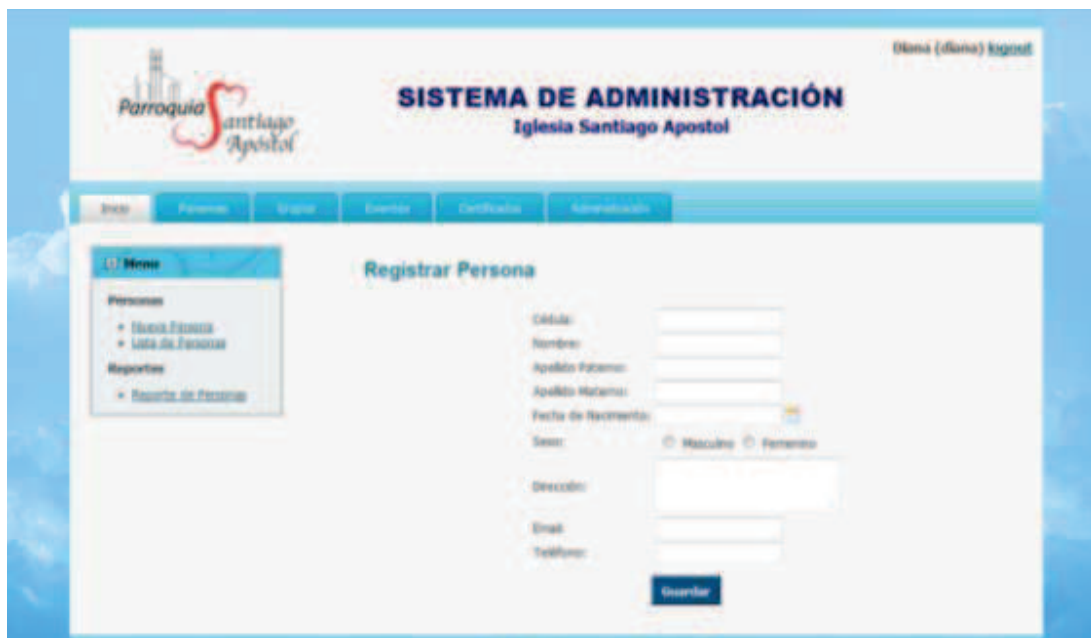 Diana (diana) logout
Parroquia Santiago Apóstol
SISTEMA DE ADMINISTRACIÓN
Iglesia Santiago Apostol
Inicio Personas Grupos Eventos Certificados Administración
Menu
Personas
Nueva Persona
Lista de Personas
Reportes
Reporte de Personas
Registrar Persona
Cédula:
Nombre:
Apellido Paterno:
Apellido Materno:
Fecha de Nacimiento:
Sexo: Masculino Femenino
Dirección:
Email:
Teléfono:
Guardar